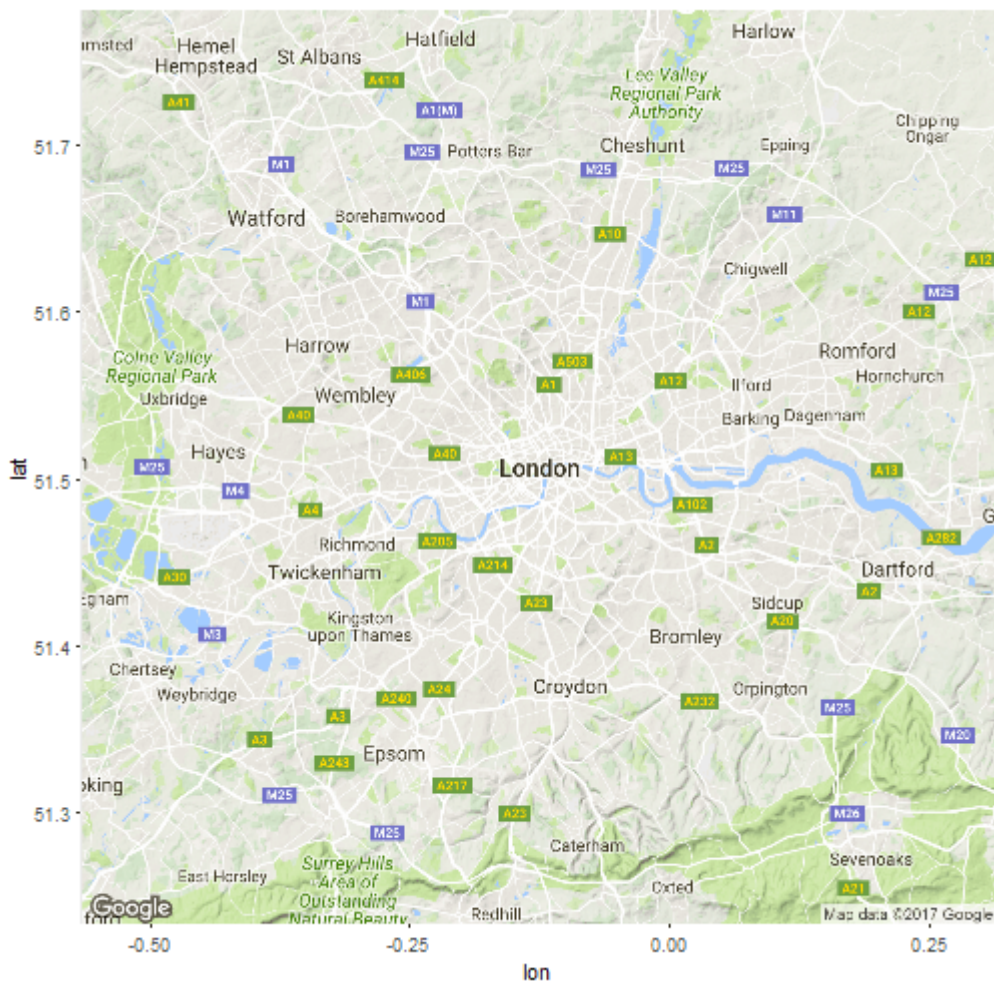 Hatfield
Harlow
Hemel
Hempstead
St Albans
A414
Lee Valley
Regional Park
Authority
A41
A1(M)
Chipping
Ongar
51.7
M25
Potters Bar
Cheshunt
Epping
M1
M25
M25
Watford
Borehamwood
M11
A10
A12
Chigwell
M25
51.6
M1
A12
Harrow
Romford
Colne Valley
Regional Park
A503
A406
A1
A12
Ilford
Hornchurch
Uxbridge
Wembley
A40
Barking
Dagenham
Hayes
A40
A13
London
M25
A13
51.5
lat
M4
A4
A102
Richmond
A205
A2
A282
A214
Twickenham
A30
Dartford
A23
A2
Sidcup
Kingston
upon Thames
A20
M3
Bromley
51.4
Chertsey
Weybridge
A24
A240
Croydon
Orpington
A232
M25
A3
A3
M20
Epsom
A243
A217
M25
51.3
A23
M26
M25
Caterham
Surrey Hills
Area of
Outstanding
Natural Beauty
Sevenoaks
East Horsley
Oxted
A21
Google
Redhill
Map data ©2017 Google
-0.50
-0.25
0.00
0.25
lon